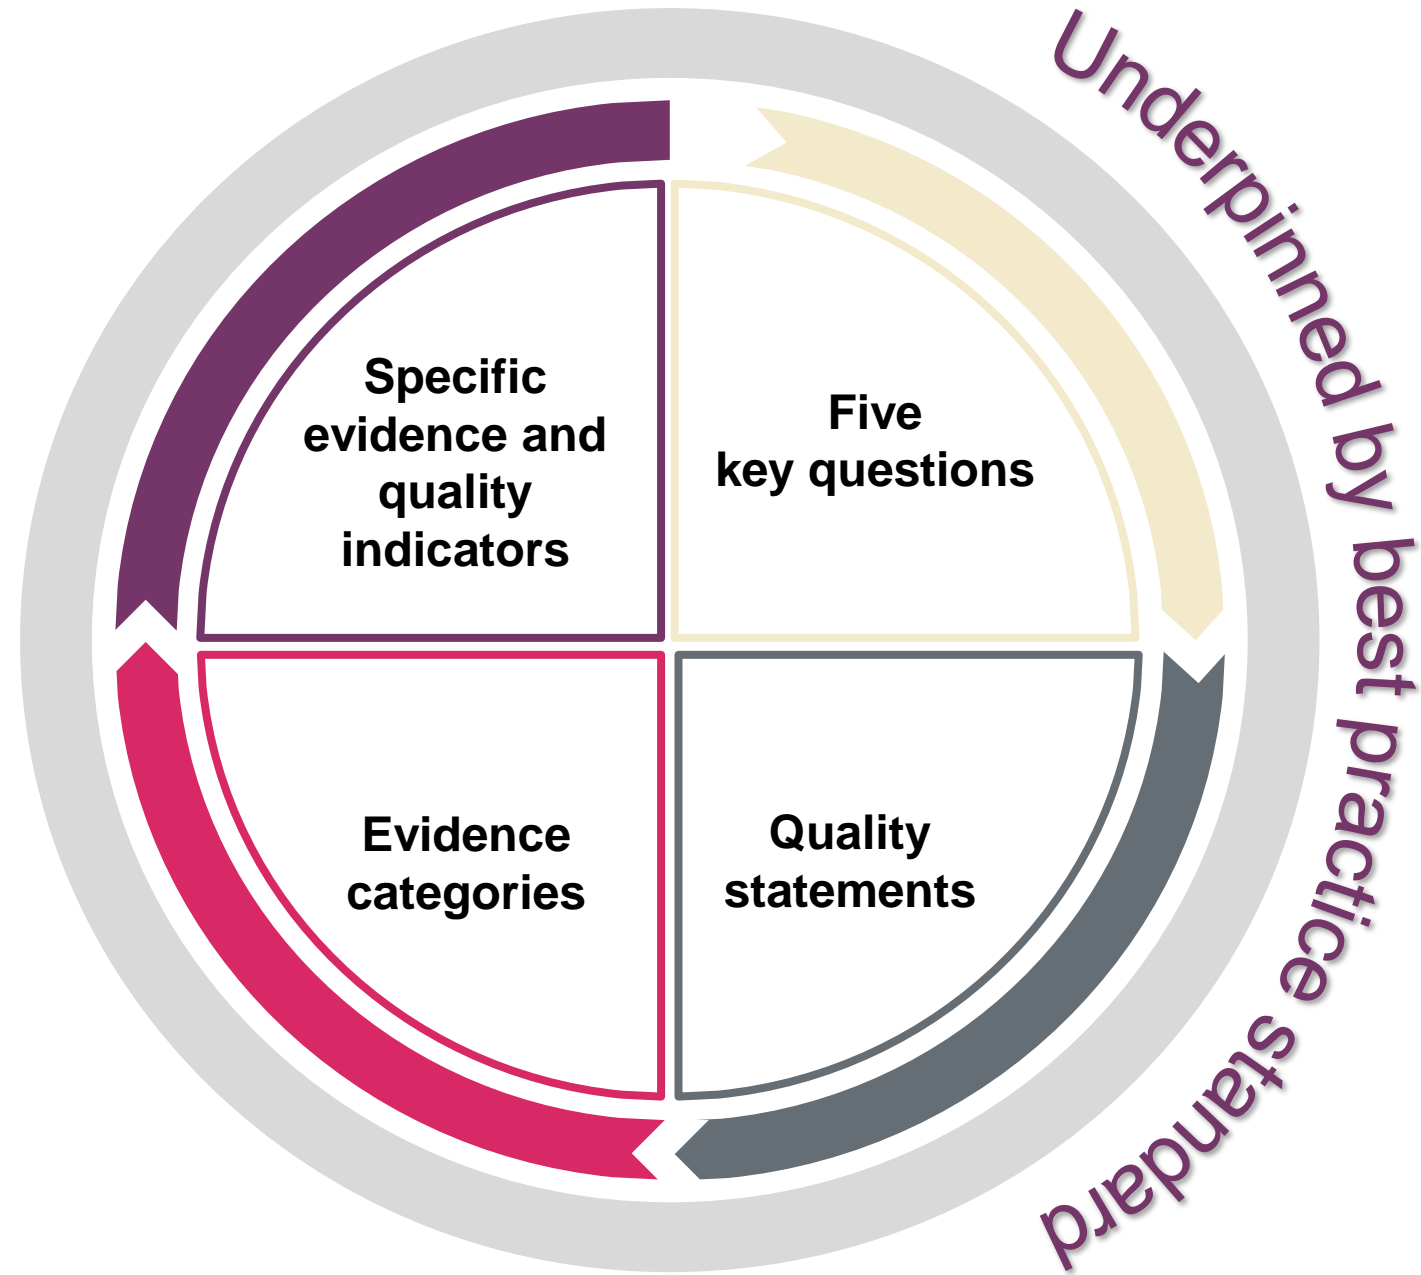 Specific
evidence and
quality
indicators
Five
key questions
Evidence
categories
Quality
statements
Underpinned by best practice standard